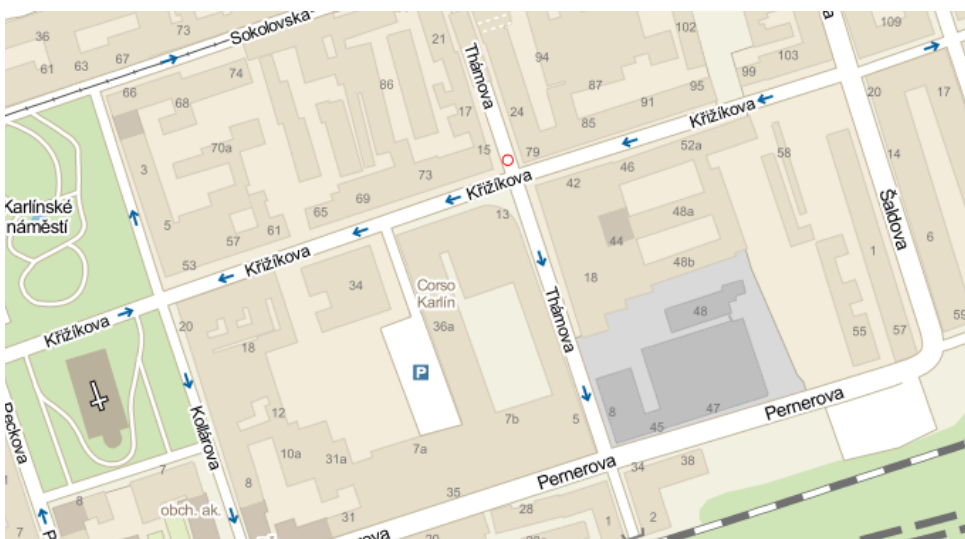 36
73
61
63
67
Sokolovská
66
68
74
86
21
Thámova
94
102
103
109
87
91
95
99
24
17
20
17
85
Křižíkova
70a
3
15
79
52a
58
14
46
Karlínské
náměstí
5
57
61
65
69
73
Křižíkova
42
48a
Šaldova
13
44
1
6
53
Křižíkova
48b
34
Corso
Karlín
18
Thámova
48
Křižíkova
20
18
36a
P
55
57
59
Kollárova
12
7b
5
8
47
45
Pernerova
10a
31a
7a
Peckova
7
8
35
Pernerova
34
38
8
obch. ak.
31
28
1
2
7